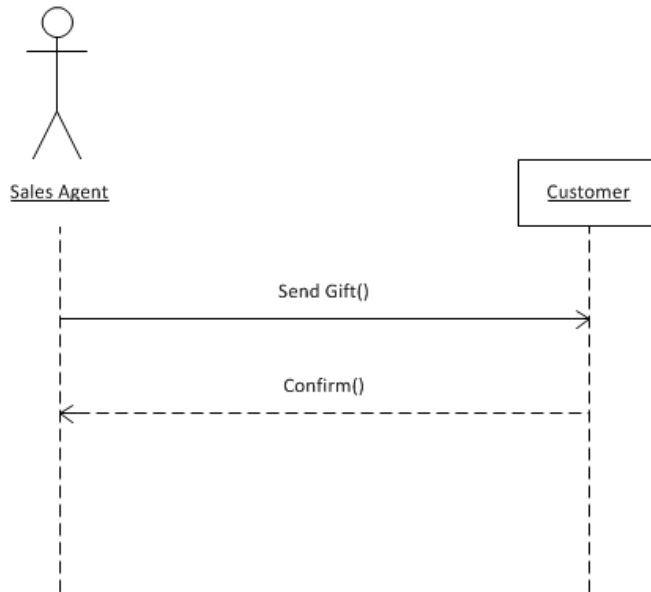 Sales Agent
Customer
Send Gift()
Confirm()